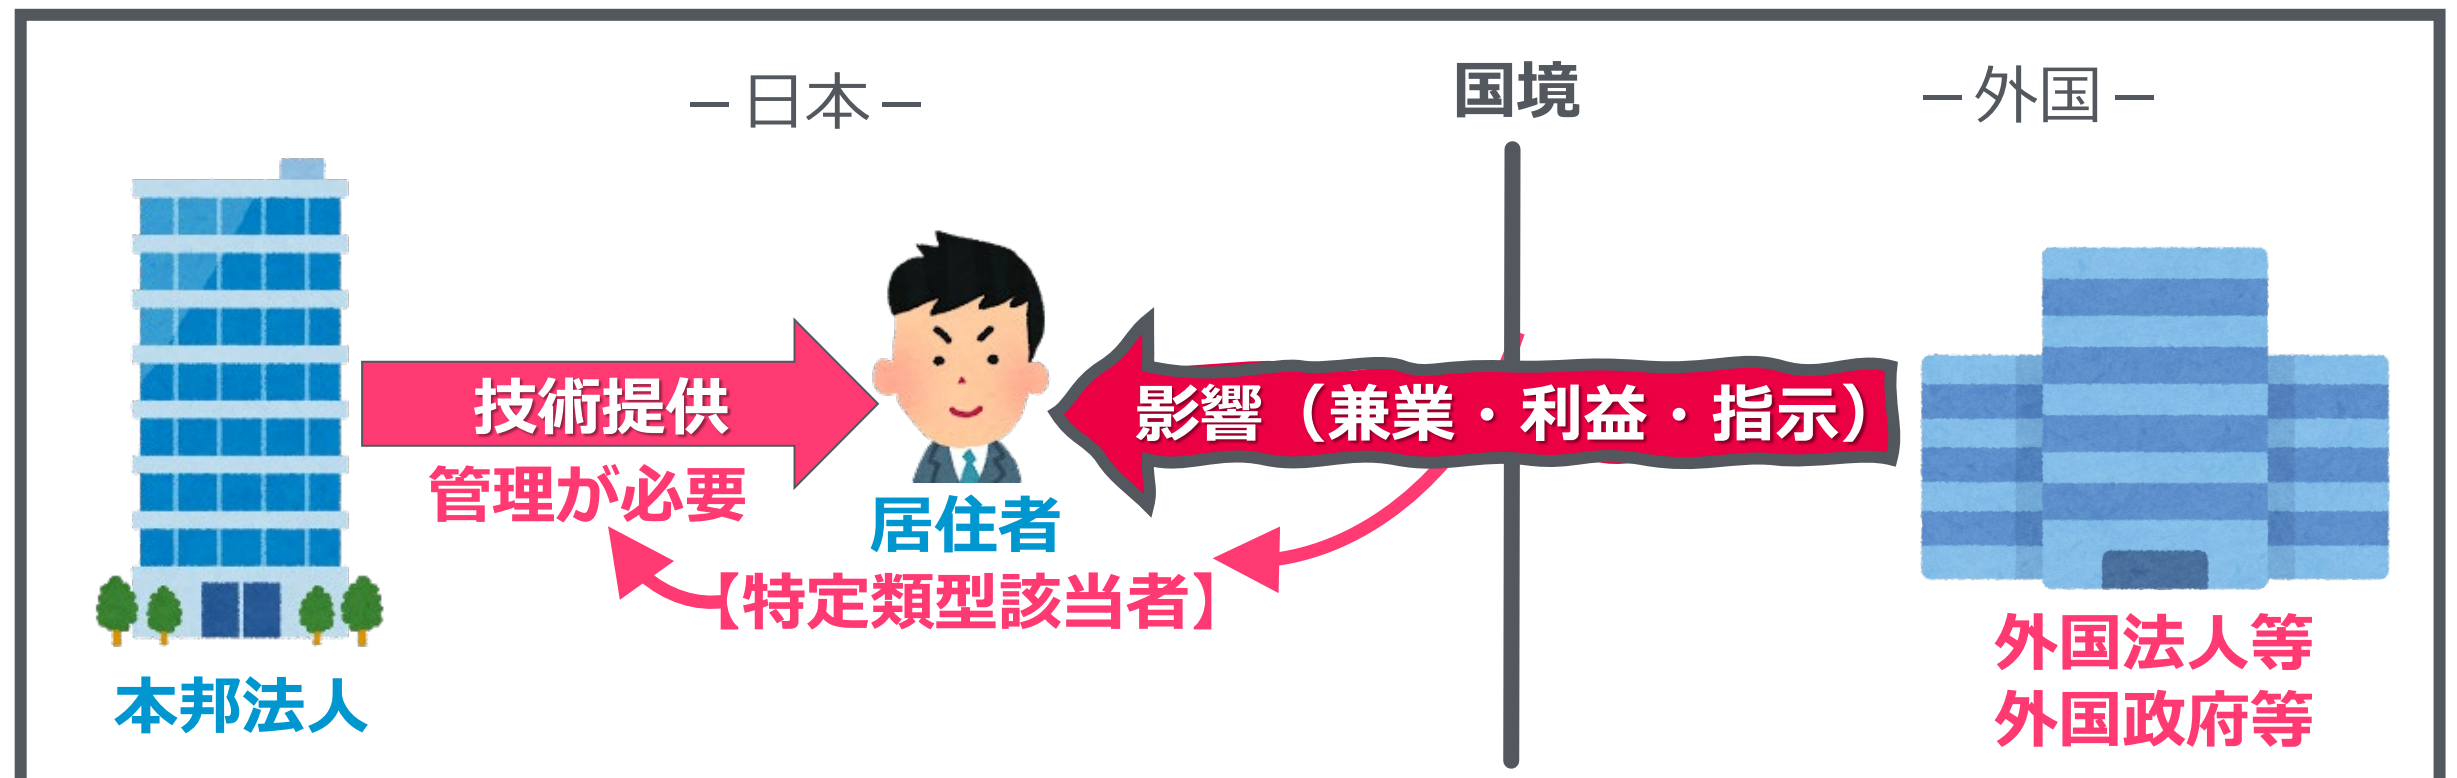 －日本－
国境
－外国－
技術提供
影響（兼業・利益・指示）
管理が必要
居住者
【特定類型該当者】
本邦法人
外国法人等
外国政府等